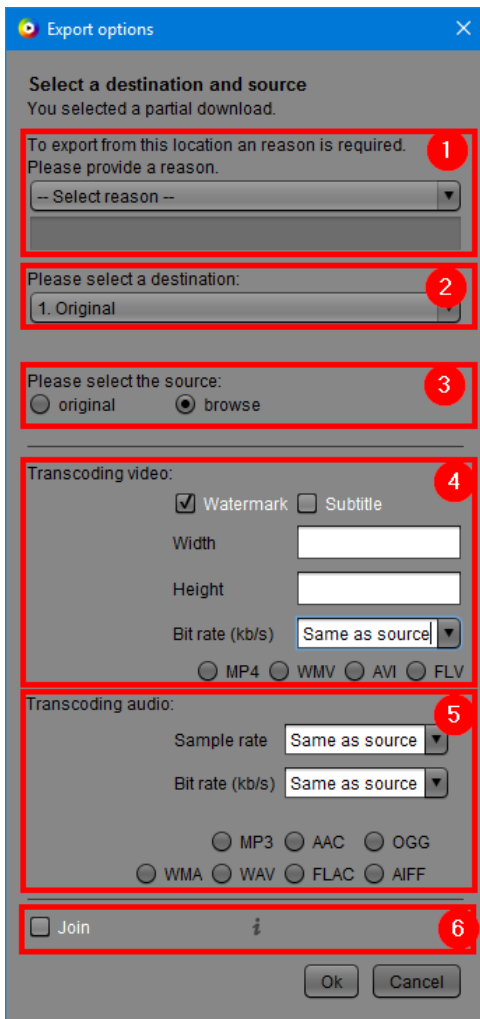 Export options
Select a destination and source
You selected a partial download.
To export from this location an reason is required.
1
Please provide a reason.
-- Select reason --
Please select a destination:
2
1. Original
Please select the source:
3
original browse
Transcoding video:
4
Watermark Subtitle
Width
Height
Bit rate (kb/s) Same as source
MP4 WMV AVI FLV
Transcoding audio:
5
Sample rate Same as source
Bit rate (kb/s) Same as source
MP3 AAC OGG
WMA WAV FLAC AIFF
Join i 6
Ok Cancel